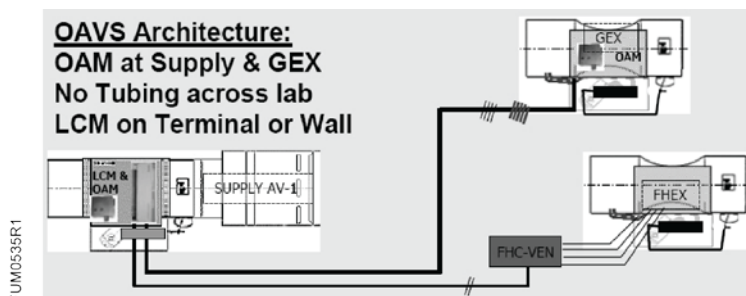 OAVS Architecture:
OAM at Supply & GEX
No Tubing across lab
LCM on Terminal or Wall
GEX
OAM
LCM &
OAM
SUPPLY AV-1
FHEX
FHC-VEN
UM0535R1